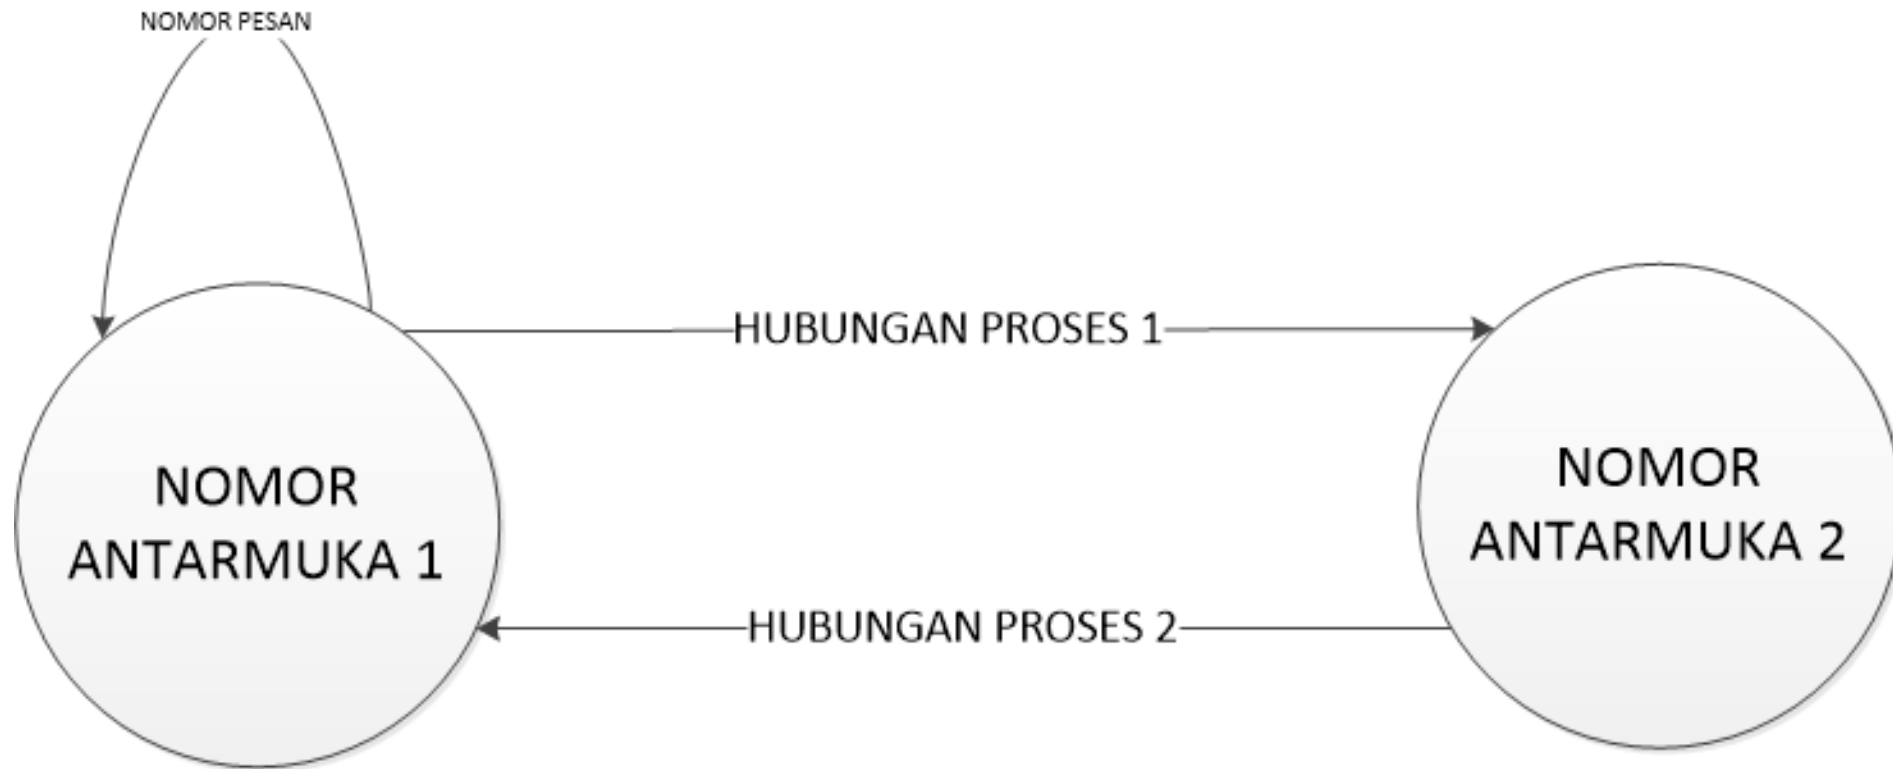 NOMOR PESAN
HUBUNGAN PROSES 1
NOMOR
ANTARMUKA 1
NOMOR
ANTARMUKA 2
HUBUNGAN PROSES 2